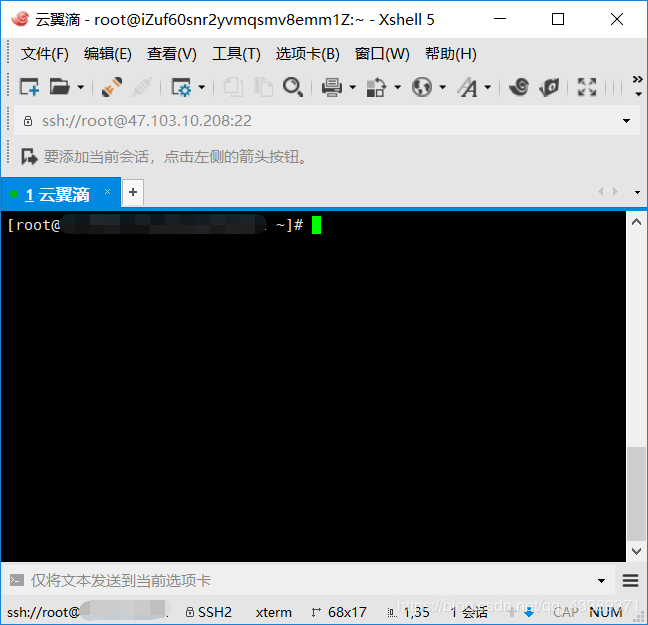 云翼滴 - root@iZuf60snr2yvmqsmv8emm1Z:~ - Xshell 5
文件(F) 编辑(E) 查看(V) 工具(T) 选项卡(B) 窗口(W) 帮助(H)
ssh://root@47.103.10.208:22
要添加当前会话，点击左侧的箭头按钮。
1 云翼滴 × +
[root@ ~]#
仅将文本发送到当前选项卡
ssh://root@ SSH2 xterm 68x17 1,35 1 会话 CAP NUM